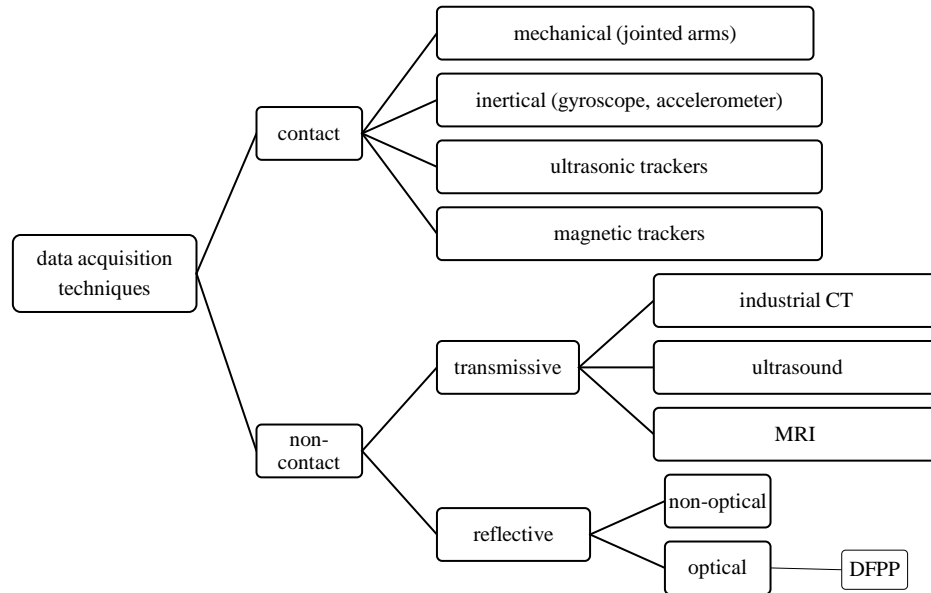 mechanical (jointed arms)
inertical (gyroscope, accelerometer)
contact
ultrasonic trackers
magnetic trackers
data acquisition
techniques
industrial CT
transmissive
ultrasound
MRI
non-
contact
non-optical
reflective
optical
DFPP